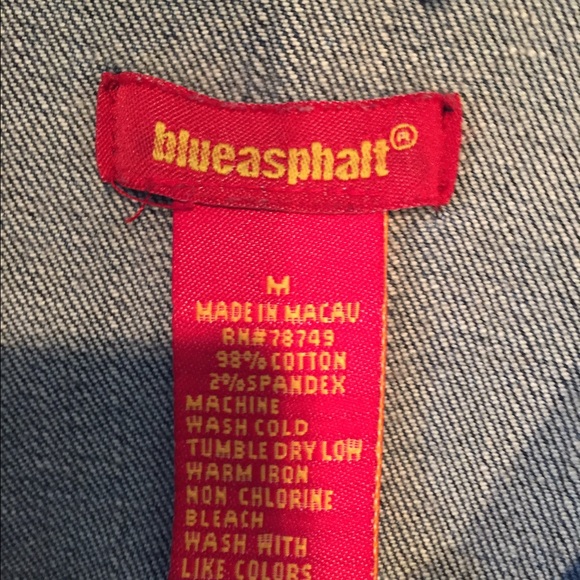 blueasphalt®
M
MADE IN MACAU
RN#78749
98% COTTON
2% SPANDEX
MACHINE
WASH COLD
TUMBLE DRY LOW
WARM IRON
NON CHLORINE
BLEACH
WASH WITH
LIKE COLORS